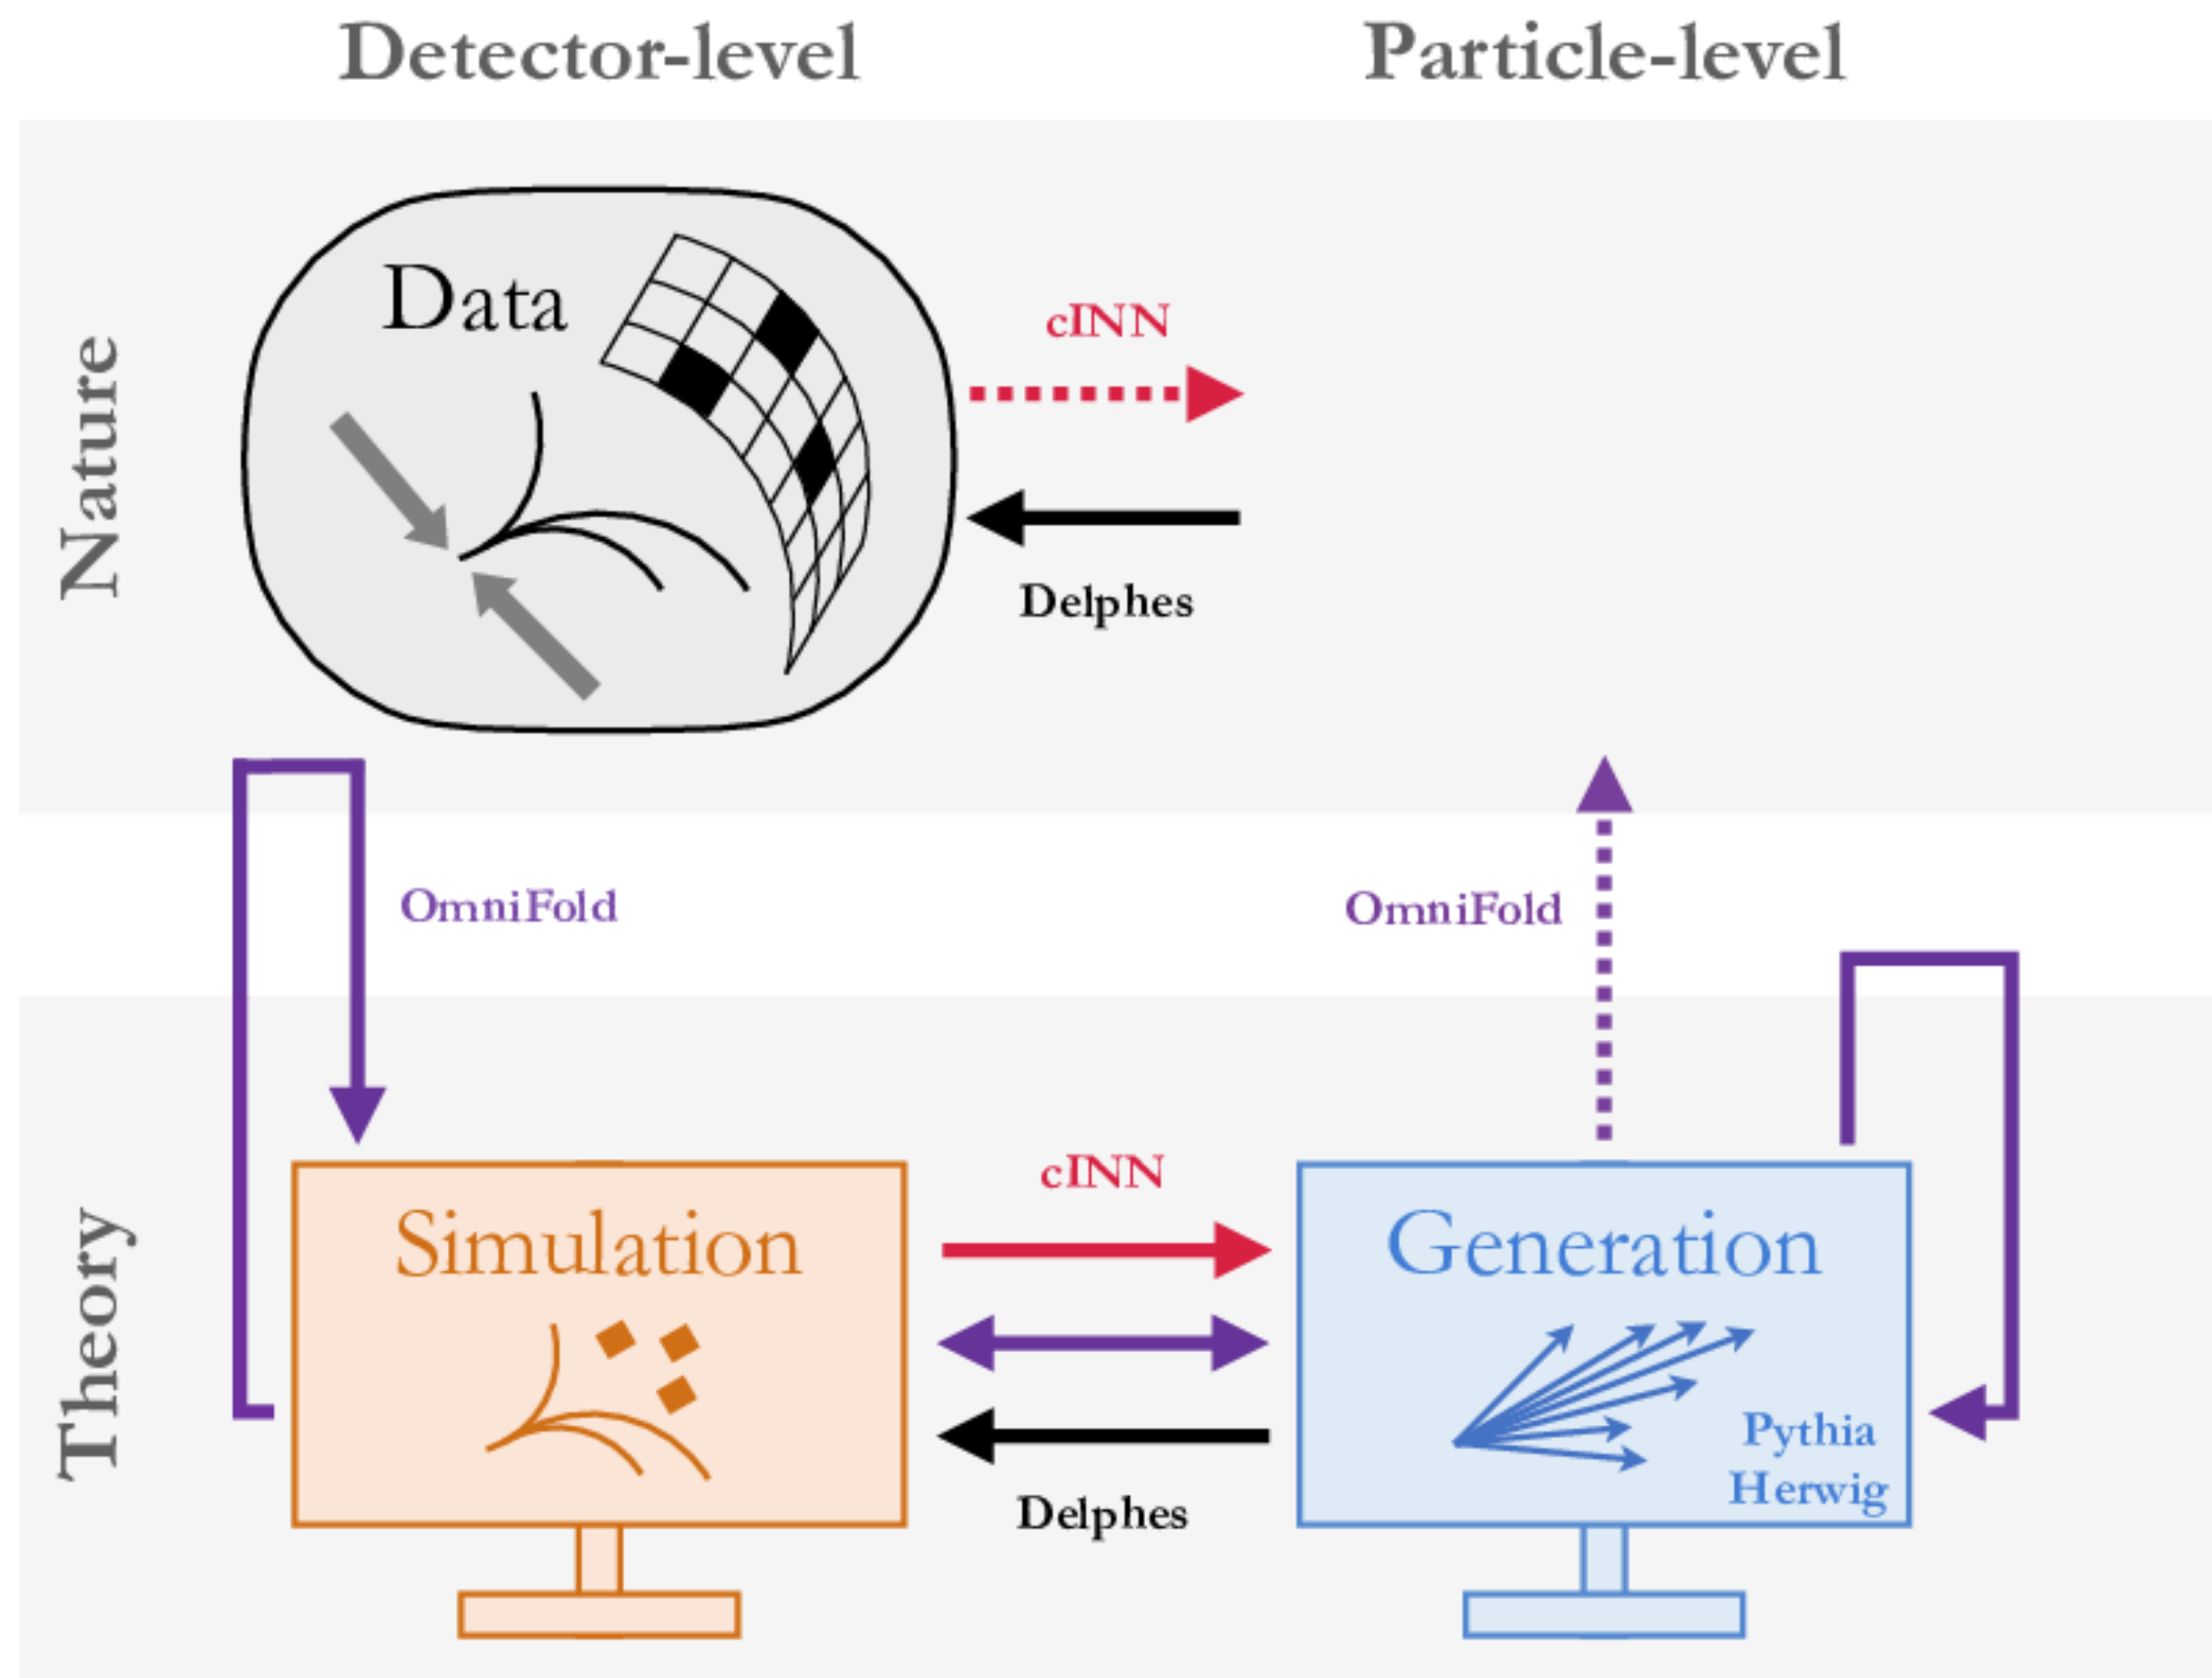 Detector-level
Particle-level
Nature
Data
cINN
Delphes
OmniFold
OmniFold
Theory
Simulation
cINN
Delphes
Generation
Pythia
Herwig